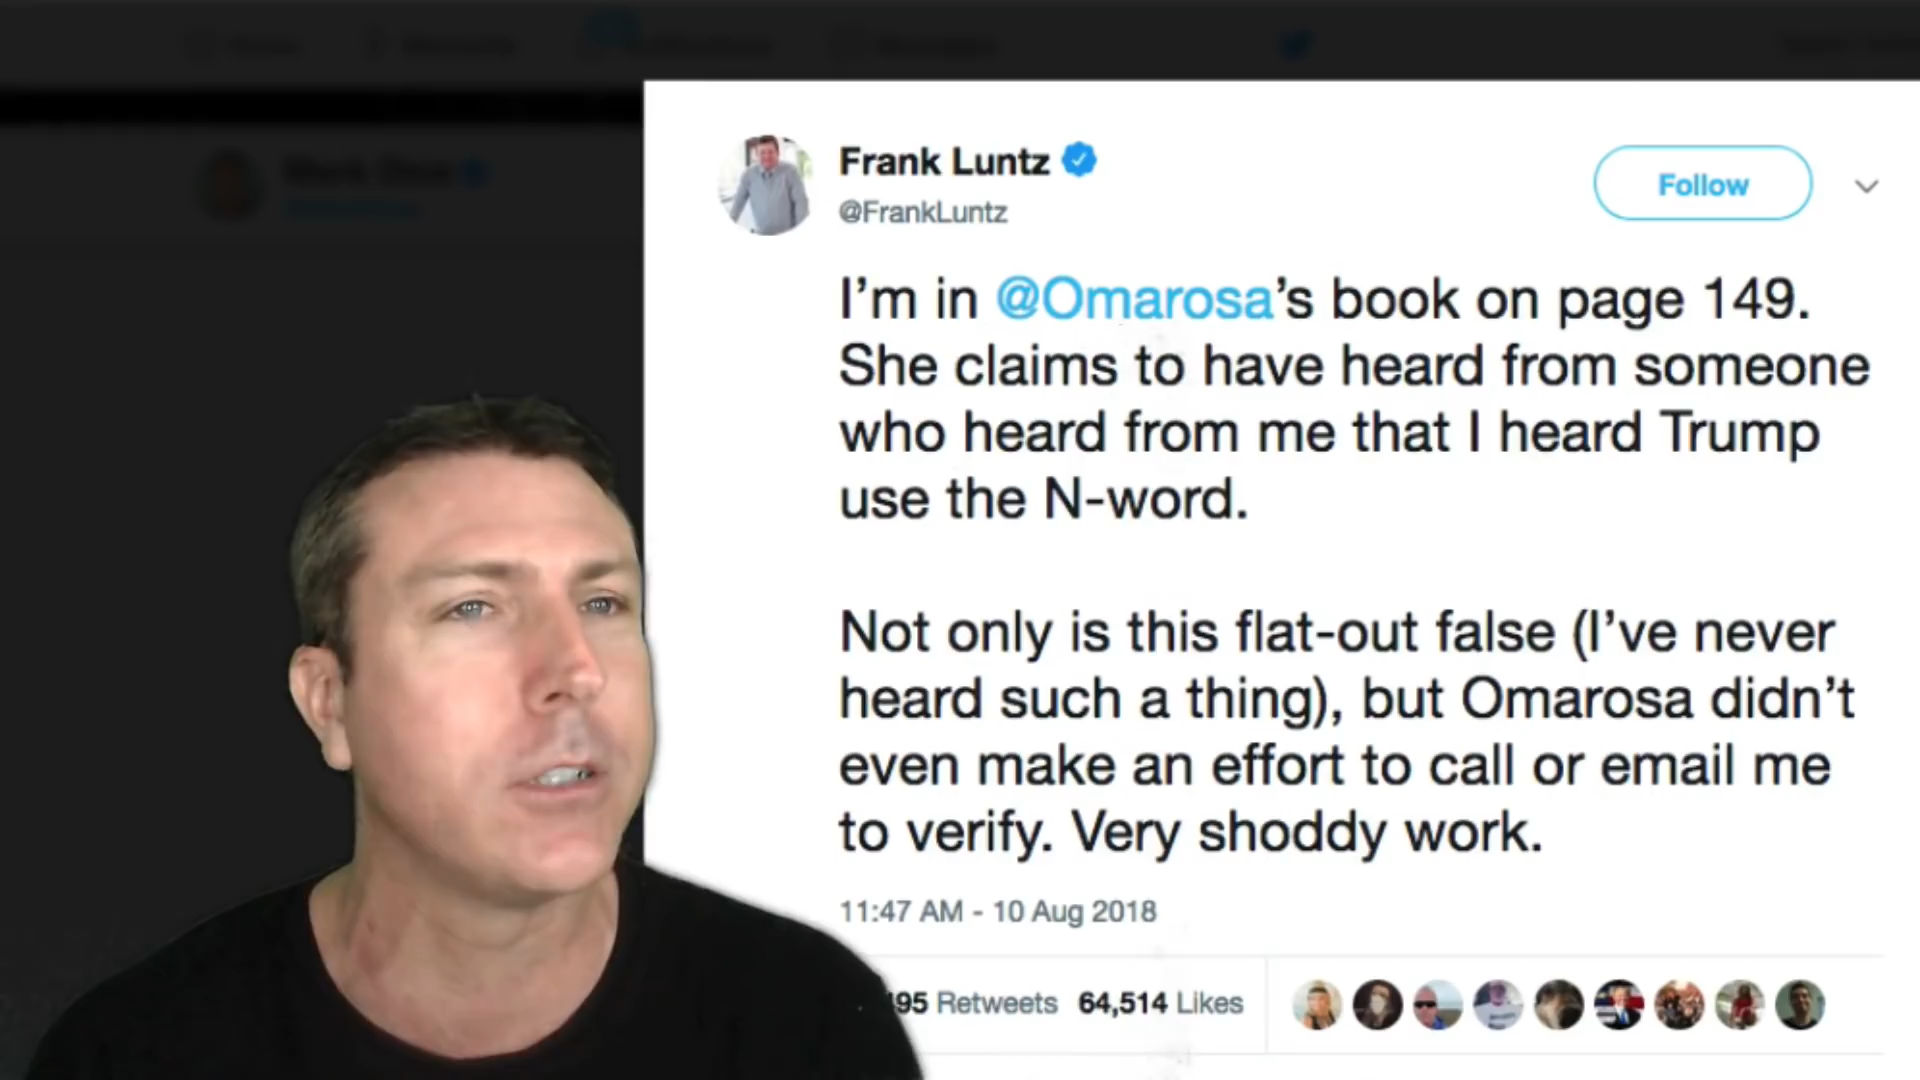 Frank Luntz
@FrankLuntz
Follow
I’m in @Omarosa’s book on page 149.
She claims to have heard from someone
who heard from me that I heard Trump
use the N-word.
Not only is this flat-out false (I’ve never
heard such a thing), but Omarosa didn’t
even make an effort to call or email me
to verify. Very shoddy work.
11:47 AM - 10 Aug 2018
95 Retweets 64,514 Likes